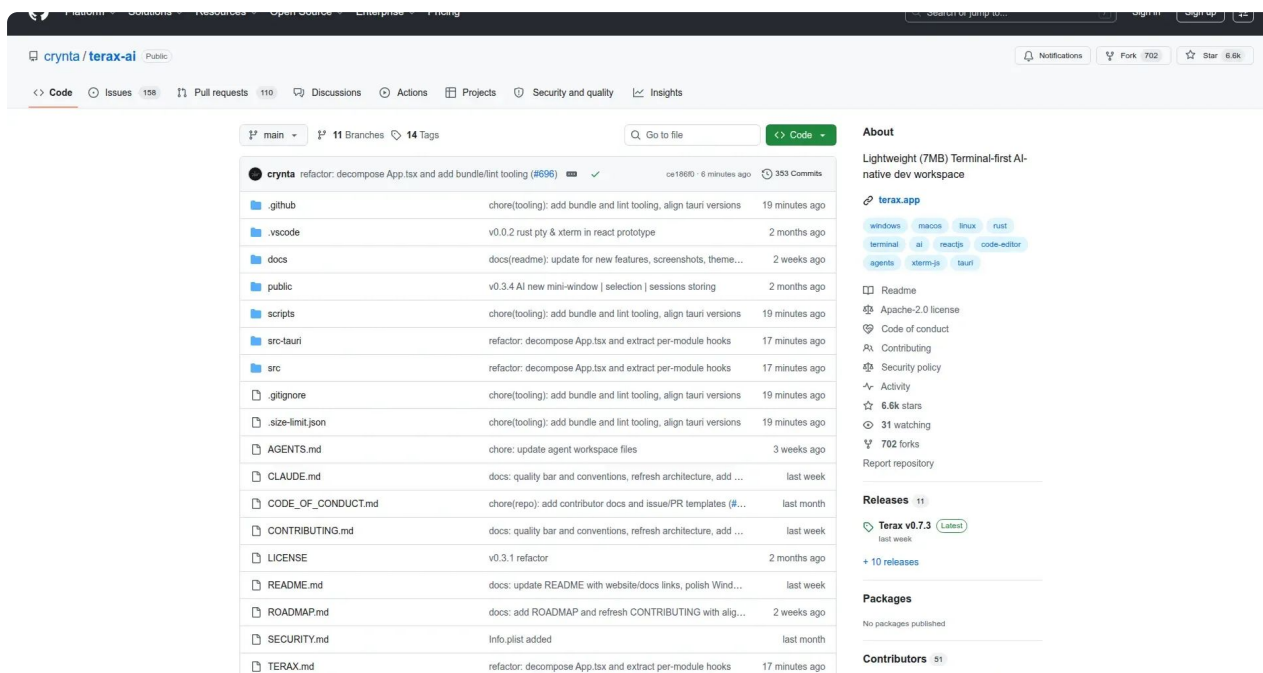 Platform Solutions Resources Open Source Enterprise Pricing Search or jump to... Sign in Sign up
crynta / terax-ai Public Notifications Fork 702 Star 6.6k
Code Issues 158 Pull requests 110 Discussions Actions Projects Security and quality Insights
main 11 Branches 14 Tags Go to file Code
crynta refactor: decompose App.tsx and add bundle/lint tooling (#696) ce186f0 · 6 minutes ago 353 Commits
.github chore(tooling): add bundle and lint tooling, align tauri versions 19 minutes ago
.vscode v0.0.2 rust pty & xterm in react prototype 2 months ago
docs docs(readme): update for new features, screenshots, theme... 2 weeks ago
public v0.3.4 AI new mini-window | selection | sessions storing 2 months ago
scripts chore(tooling): add bundle and lint tooling, align tauri versions 19 minutes ago
src-tauri refactor: decompose App.tsx and extract per-module hooks 17 minutes ago
src refactor: decompose App.tsx and extract per-module hooks 17 minutes ago
.gitignore chore(tooling): add bundle and lint tooling, align tauri versions 19 minutes ago
.size-limit.json chore(tooling): add bundle and lint tooling, align tauri versions 19 minutes ago
AGENTS.md chore: update agent workspace files 3 weeks ago
CLAUDE.md docs: quality bar and conventions, refresh architecture, add ... last week
CODE_OF_CONDUCT.md chore(repo): add contributor docs and issue/PR templates (#... last month
CONTRIBUTING.md docs: quality bar and conventions, refresh architecture, add ... last week
LICENSE v0.3.1 refactor 2 months ago
README.md docs: update README with website/docs links, polish Wind... last week
ROADMAP.md docs: add ROADMAP and refresh CONTRIBUTING with alig... 2 weeks ago
SECURITY.md Info.plist added last month
TERAX.md refactor: decompose App.tsx and extract per-module hooks 17 minutes ago
About
Lightweight (7MB) Terminal-first AI-
native dev workspace
terax.app
windows macos linux rust
terminal ai reactjs code-editor
agents xterm-js tauri
Readme
Apache-2.0 license
Code of conduct
Contributing
Security policy
Activity
6.6k stars
31 watching
702 forks
Report repository
Releases 11
Terax v0.7.3 Latest
last week
+ 10 releases
Packages
No packages published
Contributors 51